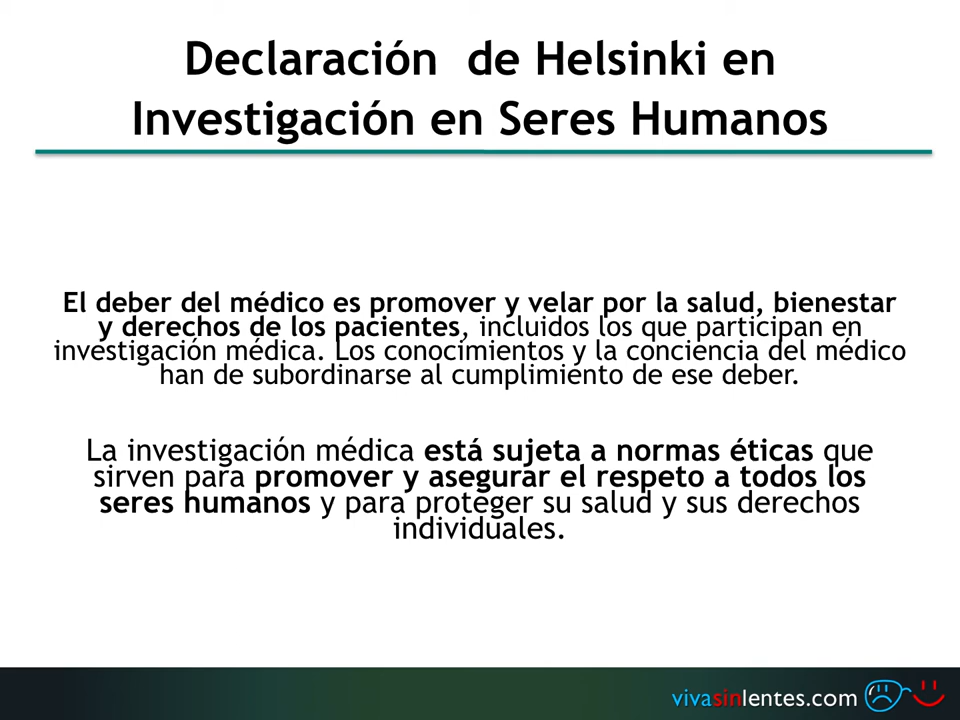 Declaración  de Helsinki en
Investigación en Seres Humanos
El deber del médico es promover y velar por la salud, bienestar
y derechos de los pacientes, incluidos los que participan en
investigación médica. Los conocimientos y la conciencia del médico
han de subordinarse al cumplimiento de ese deber.
La investigación médica está sujeta a normas éticas que
sirven para promover y asegurar el respeto a todos los
seres humanos y para proteger su salud y sus derechos
individuales.
vivasinlentes.com